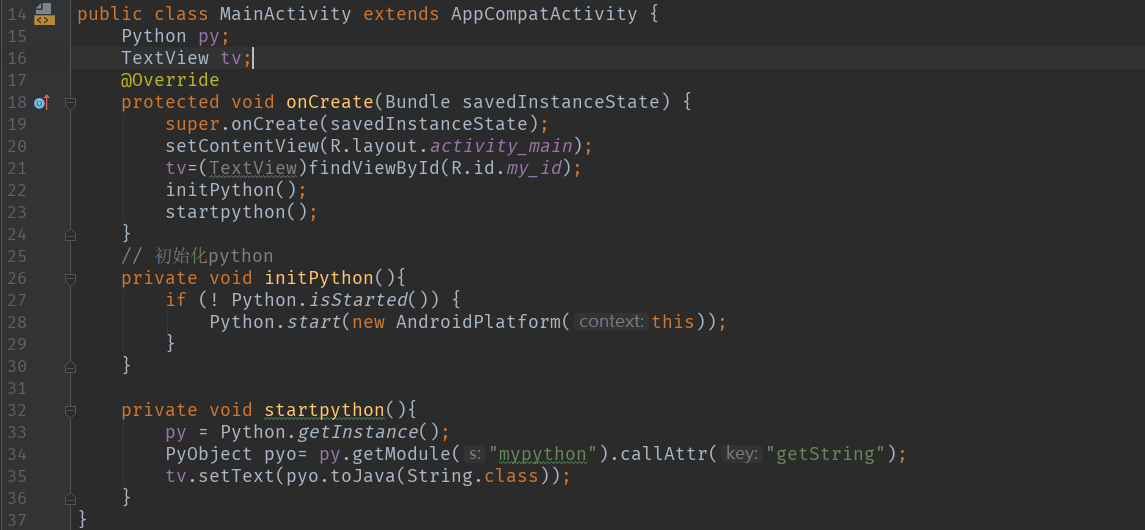 14 public class MainActivity extends AppCompatActivity {
15 Python py;
16 TextView tv;
17 @Override
18 protected void onCreate(Bundle savedInstanceState) {
19 super.onCreate(savedInstanceState);
20 setContentView(R.layout.activity_main);
21 tv=(TextView)findViewById(R.id.my_id);
22 initPython();
23 startpython();
24 }
25 // 初始化python
26 private void initPython(){
27 if (! Python.isStarted()) {
28 Python.start(new AndroidPlatform( context: this));
29 }
30 }
31
32 private void startpython(){
33 py = Python.getInstance();
34 PyObject pyo= py.getModule( s: "mypython").callAttr( key: "getString");
35 tv.setText(pyo.toJava(String.class));
36 }
37 }